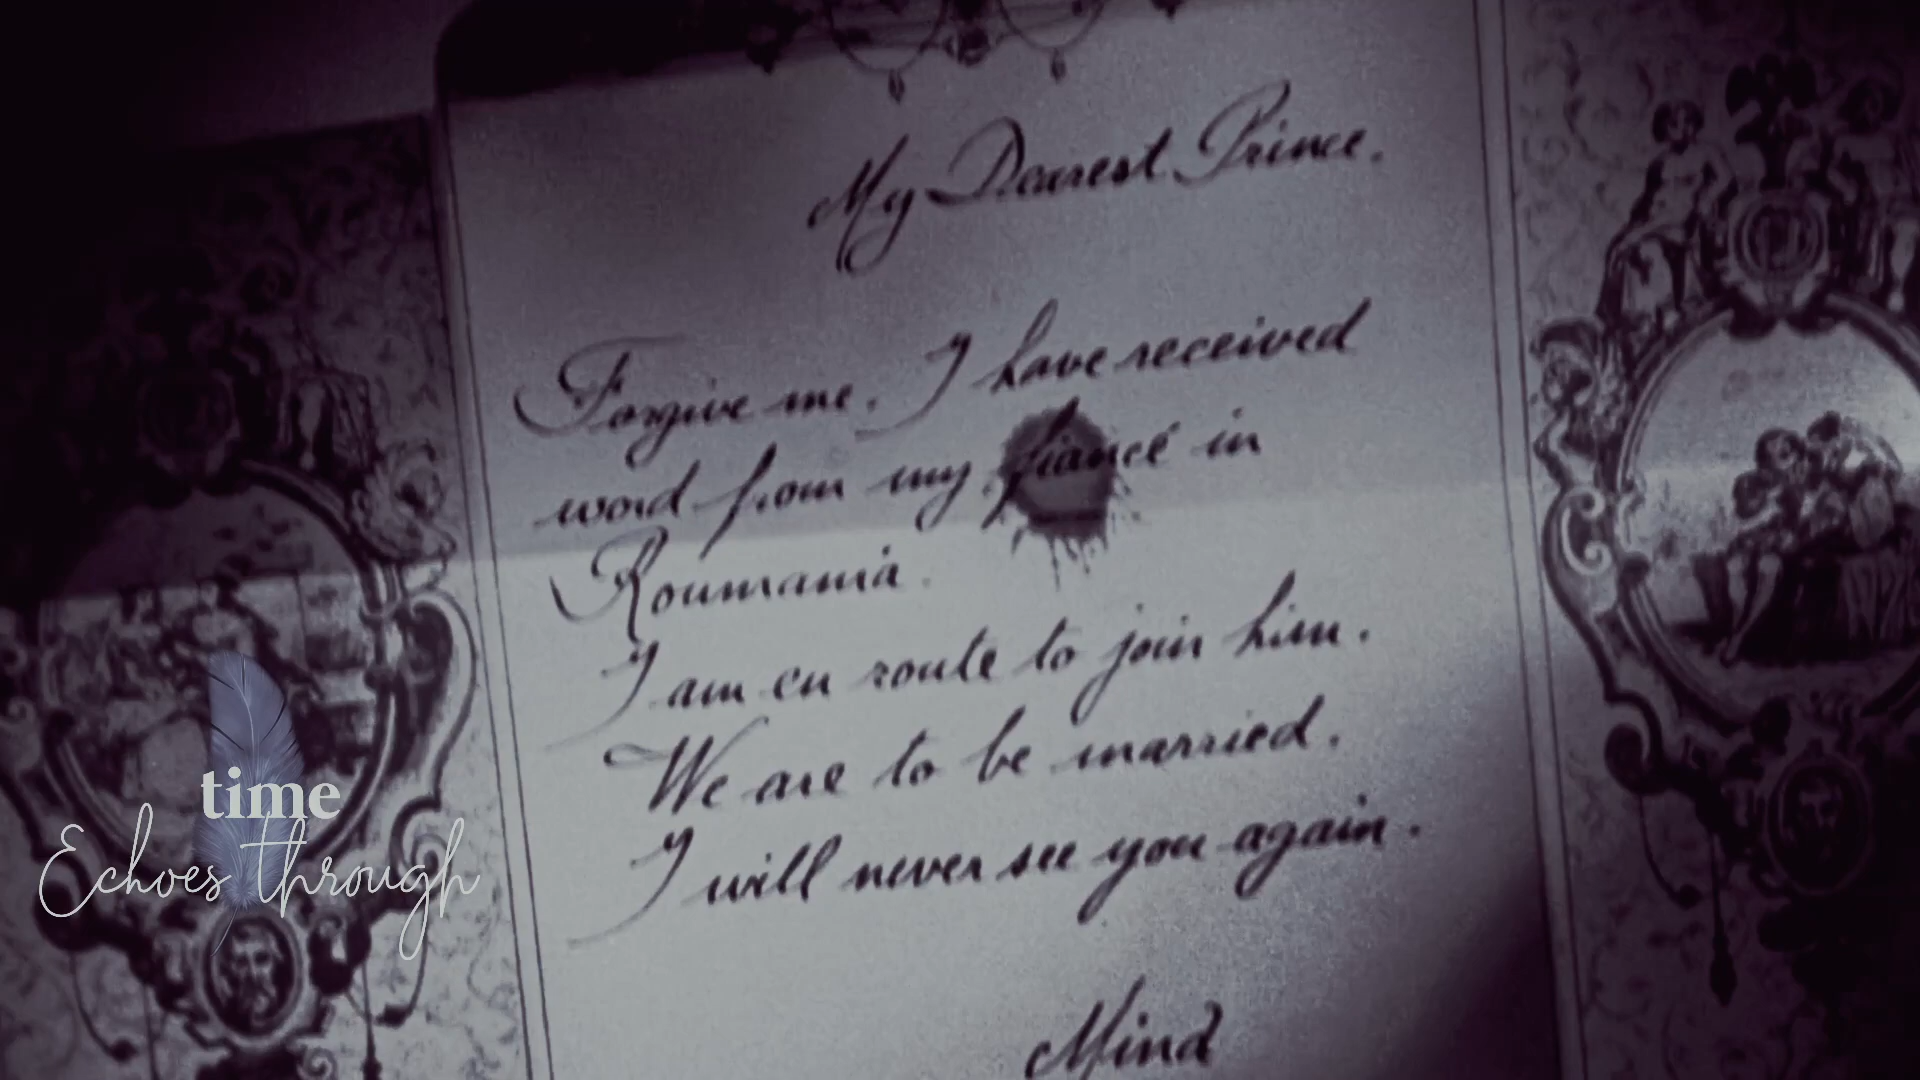 My Dearest Prince.
Forgive me. I have received
word from my fiancé in
Roumania.
I am en route to join him.
We are to be married.
I will never see you again.
Mina
time
Echoes through